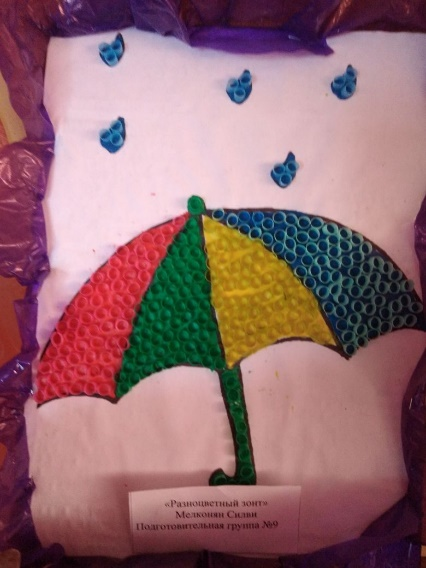 «Разноцветный зонт»
Мелконян Силви
Подготовительная группа №9